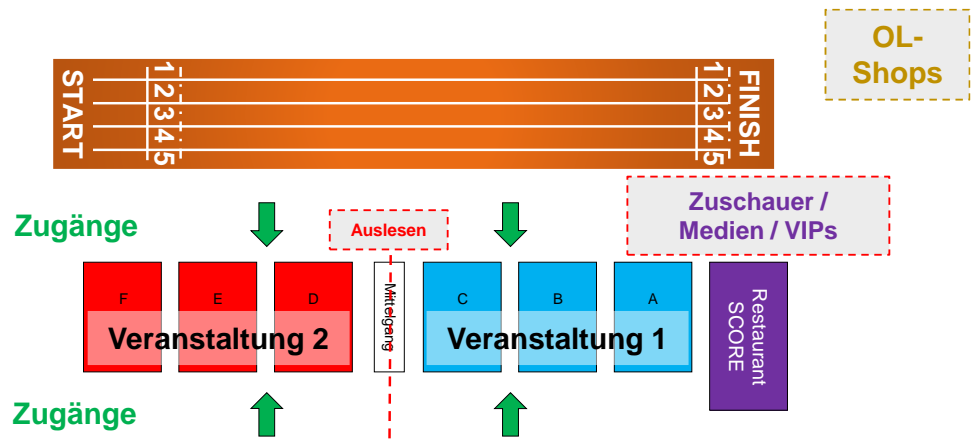 OL-
Shops
START
1
2
3
4
5
1
2
3
4
5
FINISH
Zuschauer /
Medien / VIPs
Zugänge
Auslesen
F
E
D
Mittelgang
C
B
A
Veranstaltung 2
Veranstaltung 1
Restaurant
SCORE
Zugänge